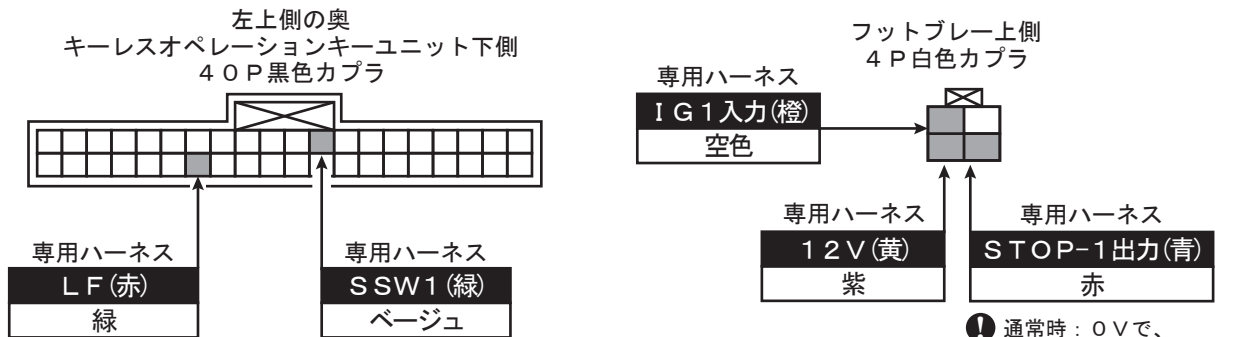 左上側の奥
キーレスオペレーションキーユニット下側
４０Ｐ黒色カプラ
専用ハーネス
ＬＦ(赤)
緑
専用ハーネス
ＳＳＷ１(緑)
ベージュ
フットブレー上側
４Ｐ白色カプラ
専用ハーネス
ＩＧ１入力(橙)
空色
専用ハーネス
１２Ｖ(黄)
紫
専用ハーネス
ＳＴＯＰ−１出力(青)
赤
通常時：０Ｖで、